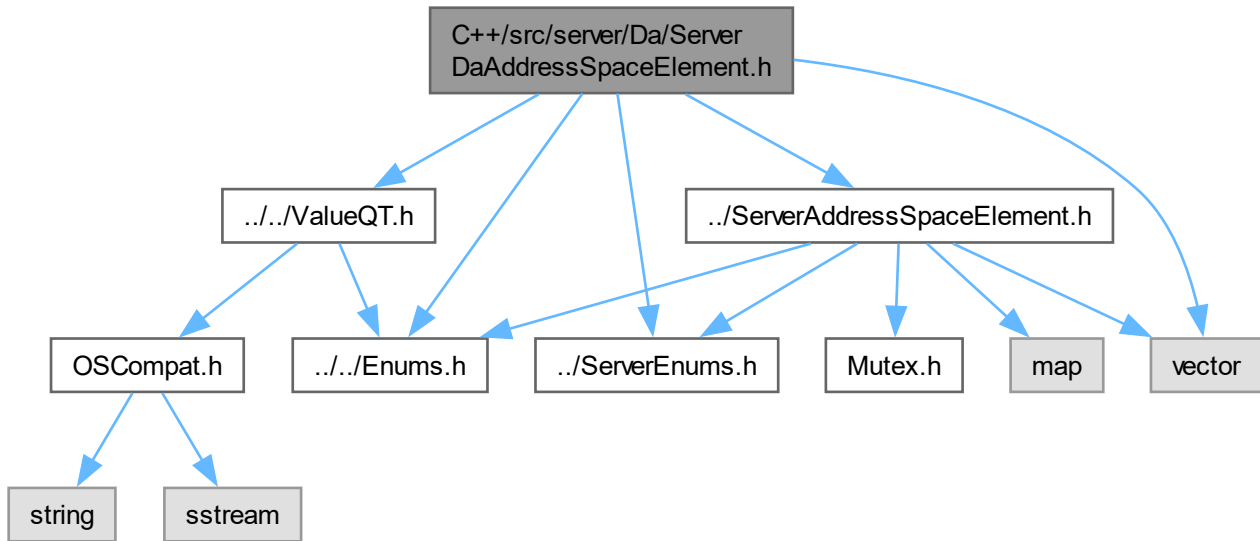 C++/src/server/Da/Server
DaAddressSpaceElement.h
../../ValueQT.h
../ServerAddressSpaceElement.h
OSCompat.h
../../Enums.h
../ServerEnums.h
Mutex.h
map
vector
string
sstream